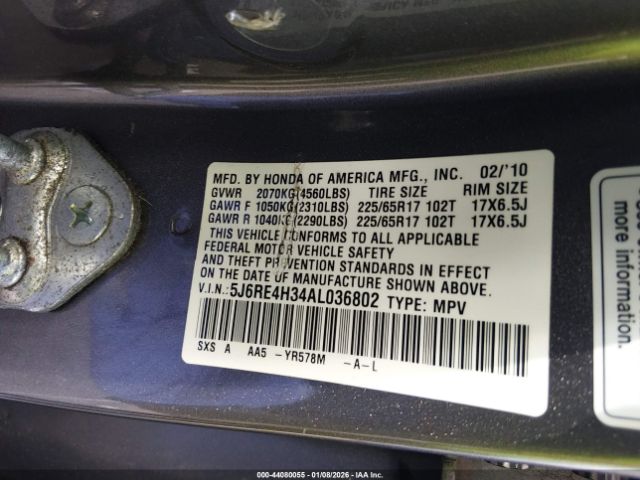 MFD. BY HONDA OF AMERICA MFG., INC. 02/'10
GVWR 2070KG(4560LBS) TIRE SIZE RIM SIZE
GAWR F 1050KG(2310LBS) 225/65R17 102T 17X6.5J
GAWR R 1040KG(2290LBS) 225/65R17 102T 17X6.5J
THIS VEHICLE CONFORMS TO ALL APPLICABLE
FEDERAL MOTOR VEHICLE SAFETY
AND THEFT PREVENTION STANDARDS IN EFFECT
ON THE DATE OF MANUFACTURE SHOWN ABOVE.
V.I.N.: 5J6RE4H34AL036802 TYPE: MPV
SXS A AA5 -YR578M -A-L
more information.
000-44080055 | 01/08/2026 | IAA Inc.